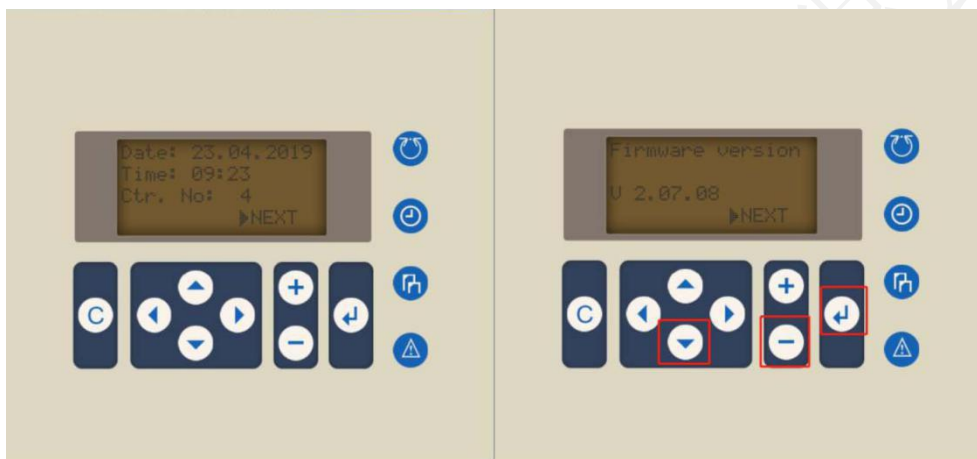 Date: 23.04.2019
Time: 09:23
Ctr. No: 4
▶NEXT
C
+
−
Firmware version
V 2.07.08
▶NEXT
C
+
−